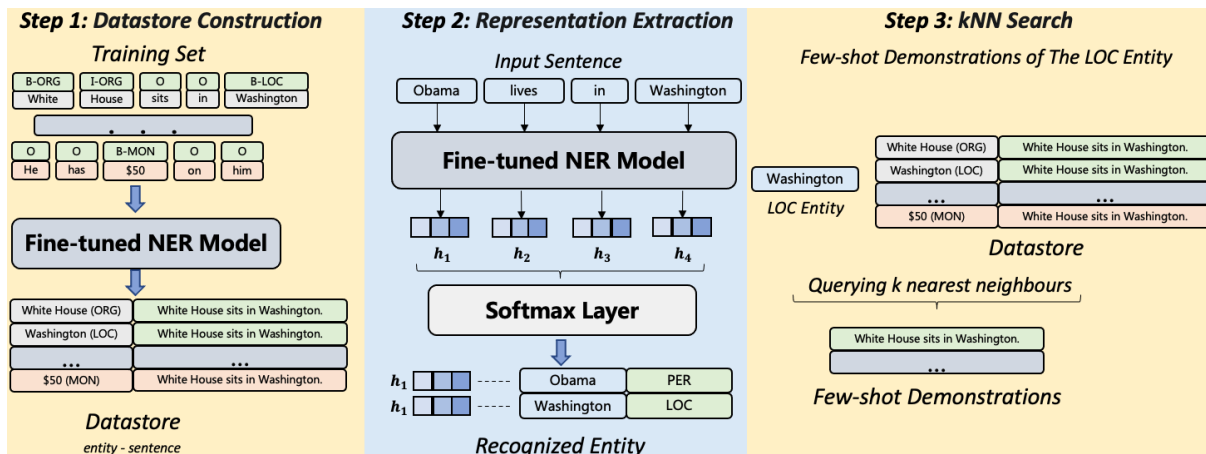 Step 1: Datastore Construction
Training Set
B-ORG I-ORG O O B-LOC
White House sits in Washington
. . .
O O B-MON O O
He has $50 on him
Fine-tuned NER Model
White House (ORG) White House sits in Washington.
Washington (LOC) White House sits in Washington.
... ...
$50 (MON) White House sits in Washington.
Datastore
entity - sentence
Step 2: Representation Extraction
Input Sentence
Obama lives in Washington
Fine-tuned NER Model
h1 h2 h3 h4
Softmax Layer
h1 ------ Obama PER
h1 ------ Washington LOC
Recognized Entity
Step 3: kNN Search
Few-shot Demonstrations of The LOC Entity
Washington
LOC Entity
White House (ORG) White House sits in Washington.
Washington (LOC) White House sits in Washington.
... ...
$50 (MON) White House sits in Washington.
Datastore
Querying k nearest neighbours
White House sits in Washington.
...
Few-shot Demonstrations